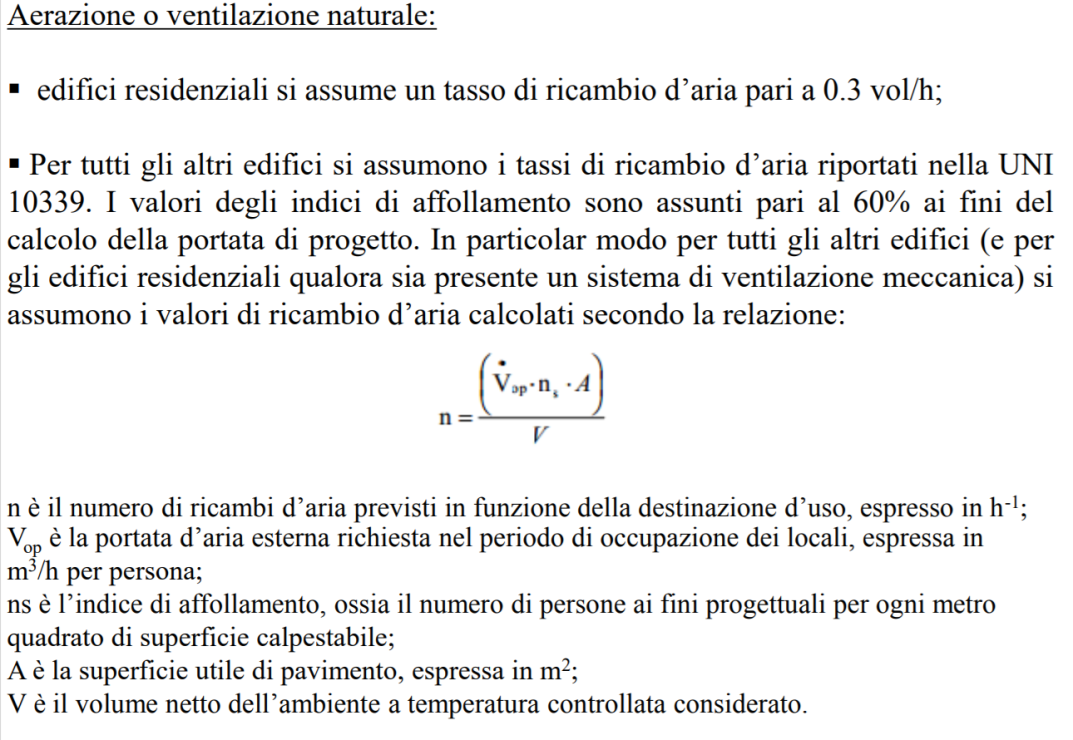 Aerazione o ventilazione naturale:
▪ edifici residenziali si assume un tasso di ricambio d’aria pari a 0.3 vol/h;
▪ Per tutti gli altri edifici si assumono i tassi di ricambio d’aria riportati nella UNI
10339. I valori degli indici di affollamento sono assunti pari al 60% ai fini del
calcolo della portata di progetto. In particolar modo per tutti gli altri edifici (e per
gli edifici residenziali qualora sia presente un sistema di ventilazione meccanica) si
assumono i valori di ricambio d’aria calcolati secondo la relazione:
n = (V̇op · ns · A) / V
n è il numero di ricambi d’aria previsti in funzione della destinazione d’uso, espresso in h⁻¹;
Vop è la portata d’aria esterna richiesta nel periodo di occupazione dei locali, espressa in
m³/h per persona;
ns è l’indice di affollamento, ossia il numero di persone ai fini progettuali per ogni metro
quadrato di superficie calpestabile;
A è la superficie utile di pavimento, espressa in m²;
V è il volume netto dell’ambiente a temperatura controllata considerato.